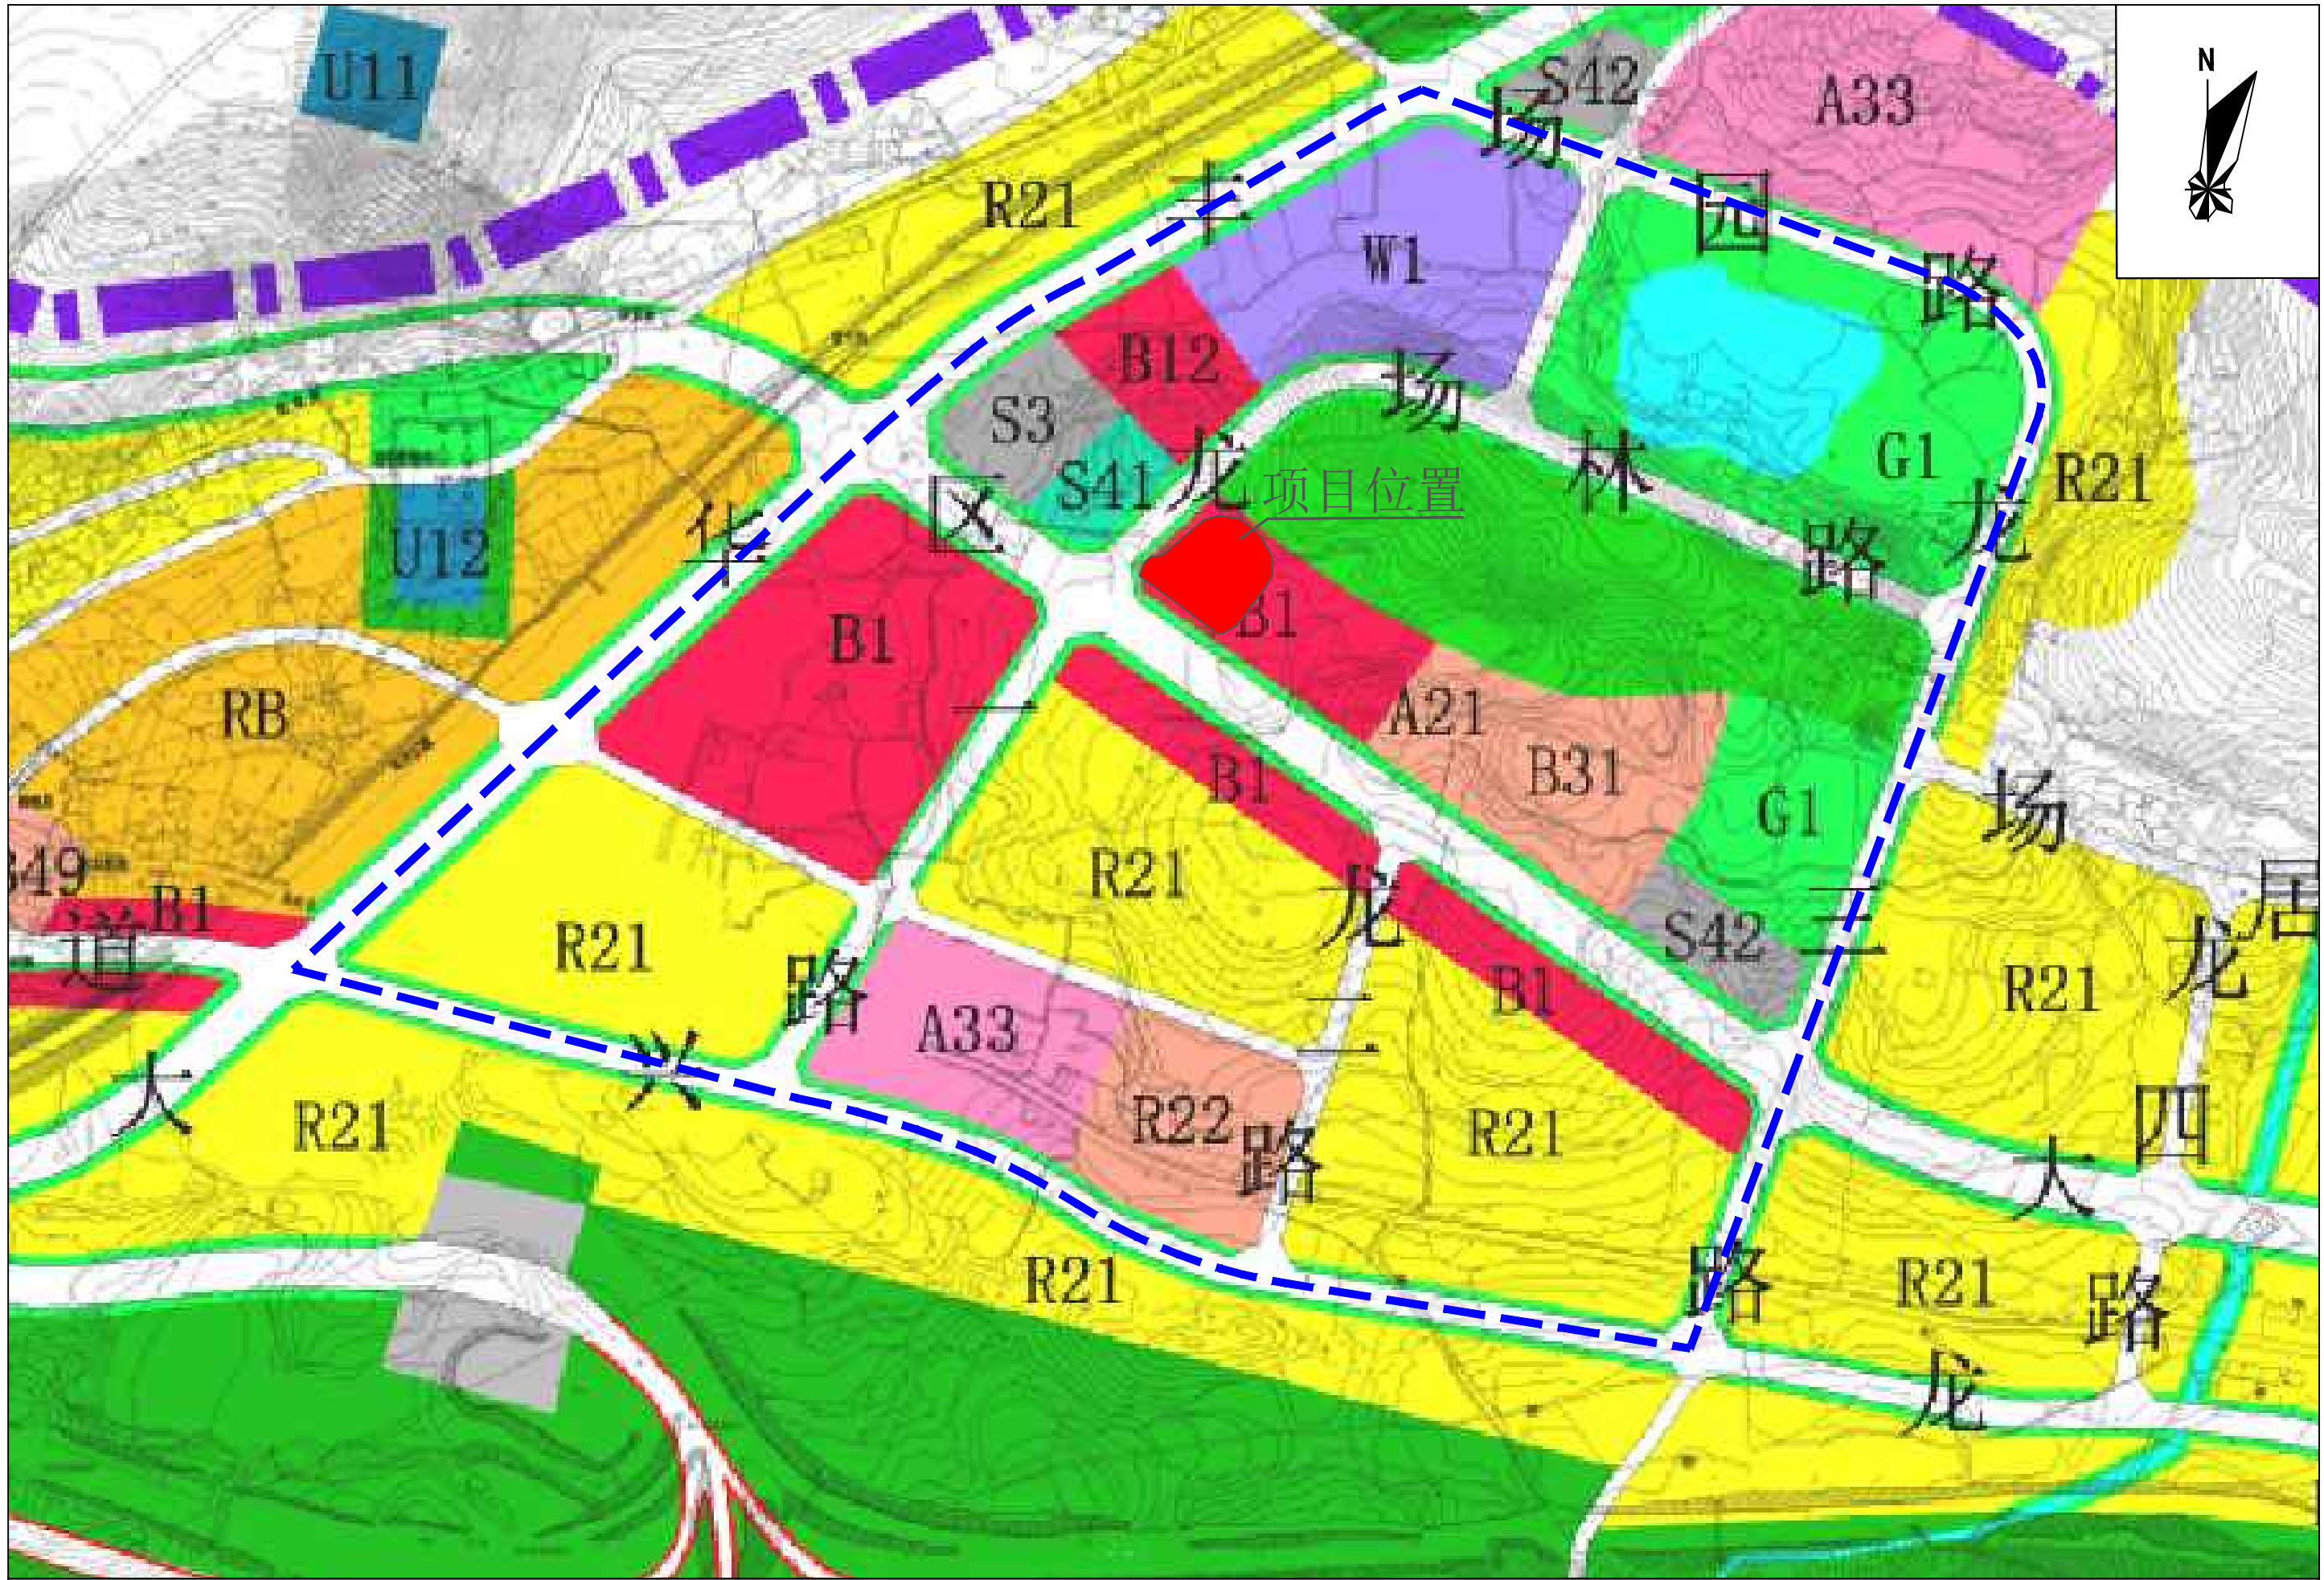 N
U11
S42
A33
场
R21
丰
园
W1
路
B12
场
S3
龙
林
G1
R21
S41
项目位置
华
区
龙
U12
路
B1
B1
RB
一
A21
B31
B1
G1
场
R21
龙
B49
B1
道
居
三
S42
龙
R21
B1
R21
路
二
A33
兴
大
R21
R22
路
R21
四
大
R21
路
R21
路
龙